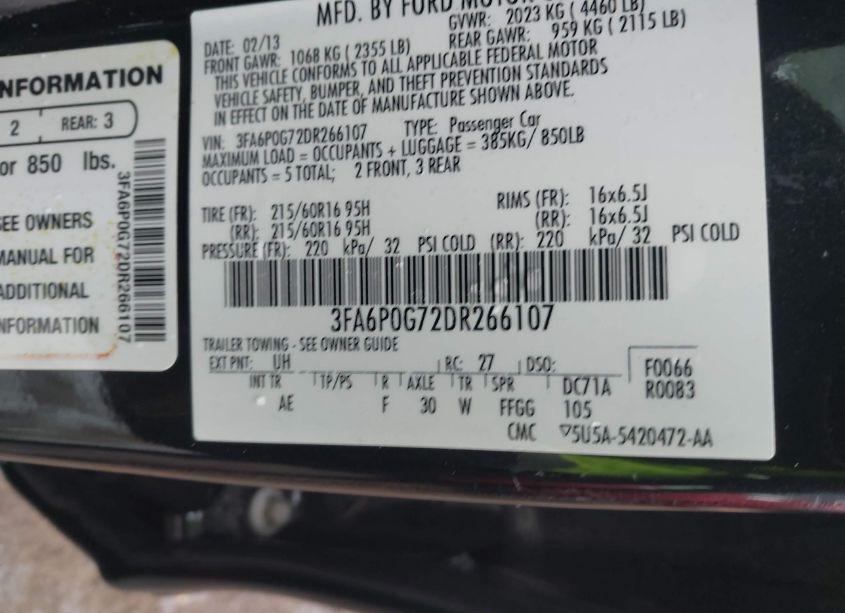 NFORMATION
2 REAR: 3
or 850 lbs.
SEE OWNERS
MANUAL FOR
ADDITIONAL
NFORMATION
3FA6P0G72DR266107
MFD. BY FORD MOTOR
DATE: 02/13 GVWR: 2023 KG ( 4460 LB)
FRONT GAWR: 1068 KG ( 2355 LB) REAR GAWR: 959 KG ( 2115 LB)
THIS VEHICLE CONFORMS TO ALL APPLICABLE FEDERAL MOTOR
VEHICLE SAFETY, BUMPER, AND THEFT PREVENTION STANDARDS
IN EFFECT ON THE DATE OF MANUFACTURE SHOWN ABOVE.
VIN: 3FA6P0G72DR266107 TYPE: Passenger Car
MAXIMUM LOAD = OCCUPANTS + LUGGAGE = 385KG/ 850LB
OCCUPANTS = 5 TOTAL; 2 FRONT, 3 REAR
TIRE (FR): 215/60R16 95H RIMS (FR): 16x6.5J
(RR): 215/60R16 95H (RR): 16x6.5J
PRESSURE (FR): 220 kPa/ 32 PSI COLD (RR): 220 kPa/ 32 PSI COLD
3FA6P0G72DR266107
TRAILER TOWING - SEE OWNER GUIDE
EXT PNT: UH RC: 27 DSO: F0066
INT TR TP/PS R AXLE TR SPR DC71A R0083
AE F 30 W FFGG 105
CMC ▽5U5A-5420472-AA